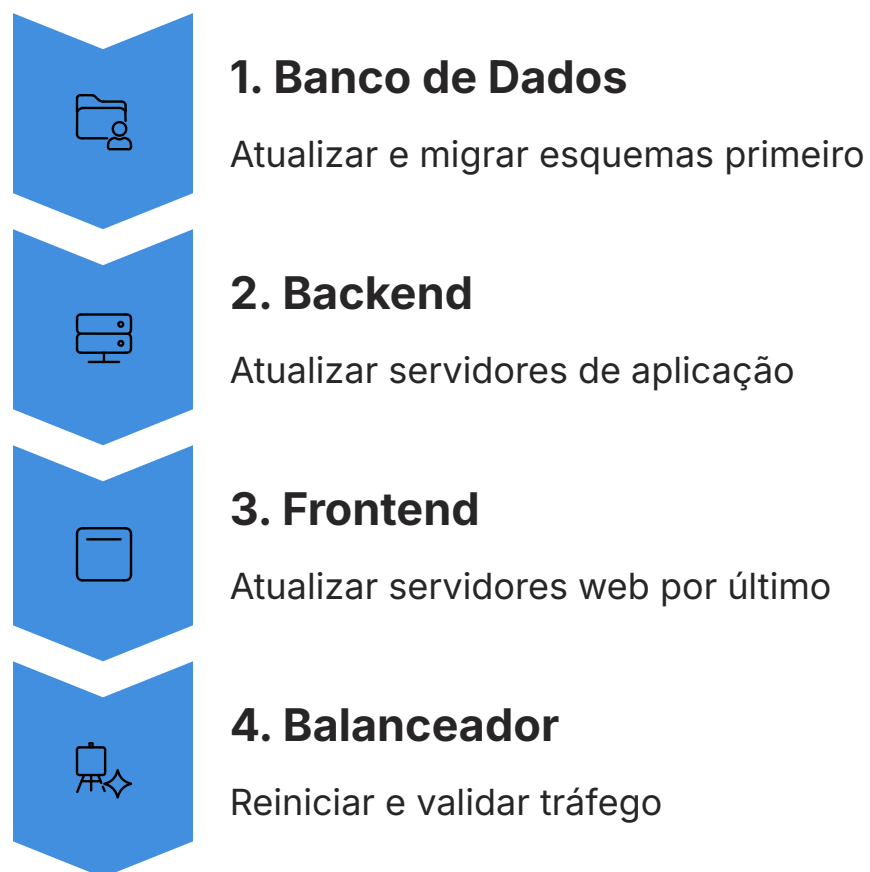 1. Banco de Dados
Atualizar e migrar esquemas primeiro
2. Backend
Atualizar servidores de aplicação
3. Frontend
Atualizar servidores web por último
4. Balanceador
Reiniciar e validar tráfego